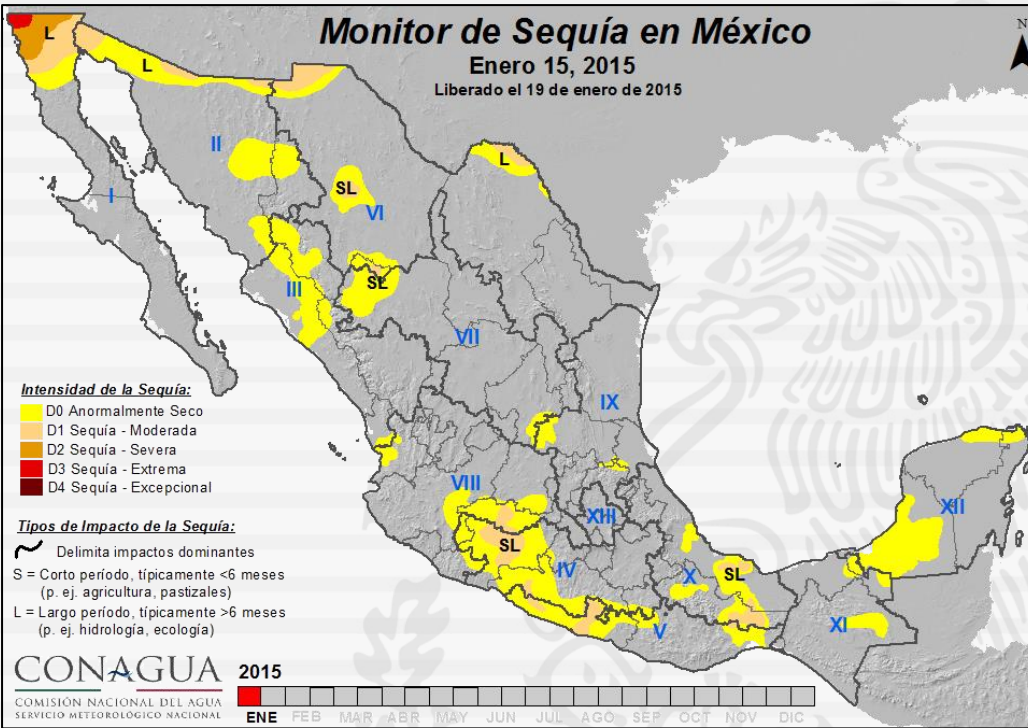 Monitor de Sequía en México
Enero 15, 2015
Liberado el 19 de enero de 2015
N
L
L
L
II
I
SL
VI
III
SL
VII
IX
VIII
XIII
SL
IV
X
SL
V
XI
XII
Intensidad de la Sequía:
D0 Anormalmente Seco
D1 Sequía - Moderada
D2 Sequía - Severa
D3 Sequía - Extrema
D4 Sequía - Excepcional
Tipos de Impacto de la Sequía:
Delimita impactos dominantes
S = Corto período, típicamente <6 meses
(p. ej. agricultura, pastizales)
L = Largo período, típicamente >6 meses
(p. ej. hidrología, ecología)
CONAGUA
COMISIÓN NACIONAL DEL AGUA
SERVICIO METEOROLÓGICO NACIONAL
2015
ENE FEB MAR ABR MAY JUN JUL AGO SEP OCT NOV DIC